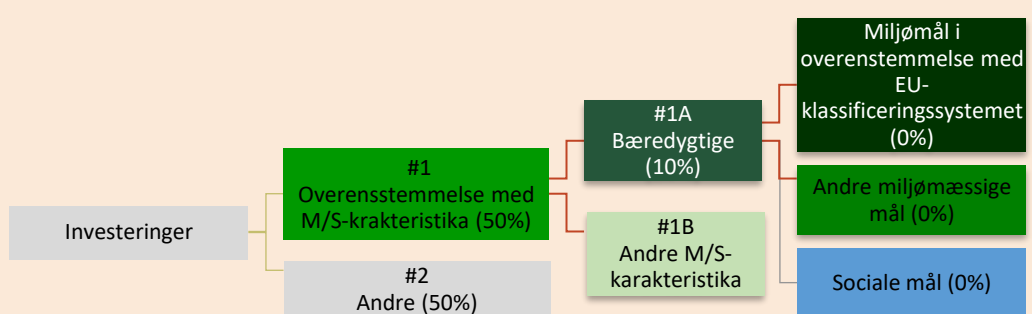 Investeringer
#1
Overensstemmelse med
M/S-krakteristika (50%)
#2
Andre (50%)
#1A
Bæredygtige
(10%)
#1B
Andre M/S-
karakteristika
Miljømål i
overenstemmelse med
EU-
klassificeringssystemet
(0%)
Andre miljømæssige
mål (0%)
Sociale mål (0%)